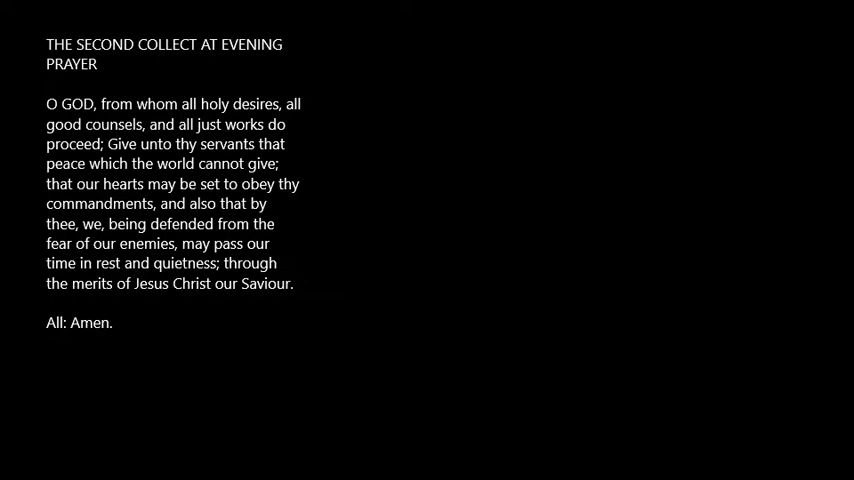 THE SECOND COLLECT AT EVENING
PRAYER
O GOD, from whom all holy desires, all
good counsels, and all just works do
proceed; Give unto thy servants that
peace which the world cannot give;
that our hearts may be set to obey thy
commandments, and also that by
thee, we, being defended from the
fear of our enemies, may pass our
time in rest and quietness; through
the merits of Jesus Christ our Saviour.
All: Amen.